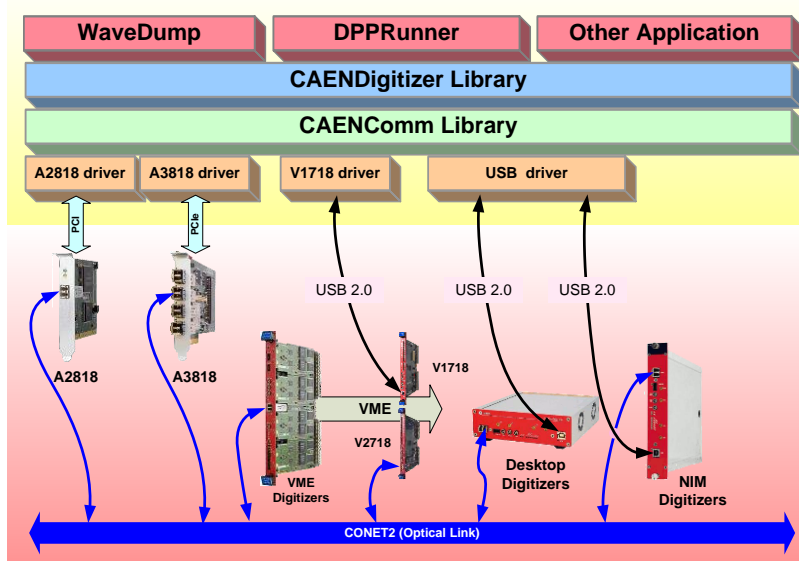 WaveDump
DPPRunner
Other Application
CAENDigitizer Library
CAENComm Library
A2818 driver
A3818 driver
V1718 driver
USB driver
PCI
PCIe
USB 2.0
USB 2.0
USB 2.0
A2818
A3818
V1718
VME
V2718
VME
Digitizers
Desktop
Digitizers
NIM
Digitizers
CONET2 (Optical Link)